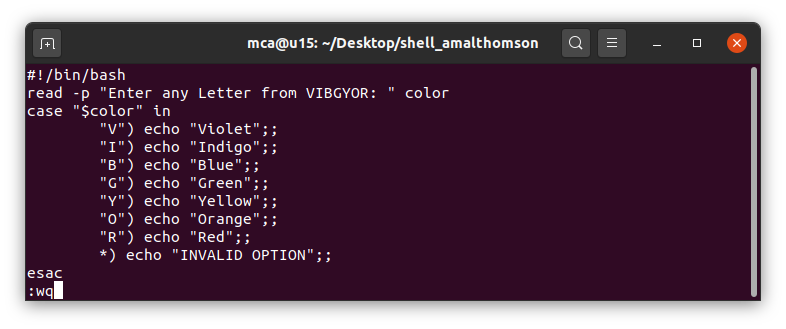 mca@u15: ~/Desktop/shell_amalthomson
#!/bin/bash
read -p "Enter any Letter from VIBGYOR: " color
case "$color" in
        "V") echo "Violet";;
        "I") echo "Indigo";;
        "B") echo "Blue";;
        "G") echo "Green";;
        "Y") echo "Yellow";;
        "O") echo "Orange";;
        "R") echo "Red";;
        *) echo "INVALID OPTION";;
esac
:wq